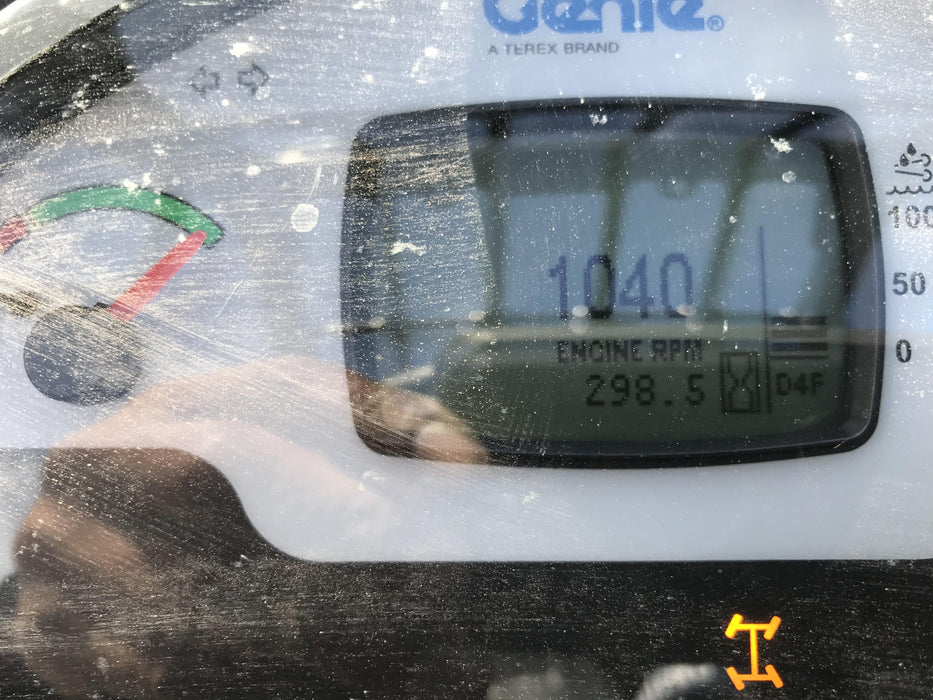 Genie®
A TEREX BRAND
100
1040
50
ENGINE RPM
0
298.5
D4F